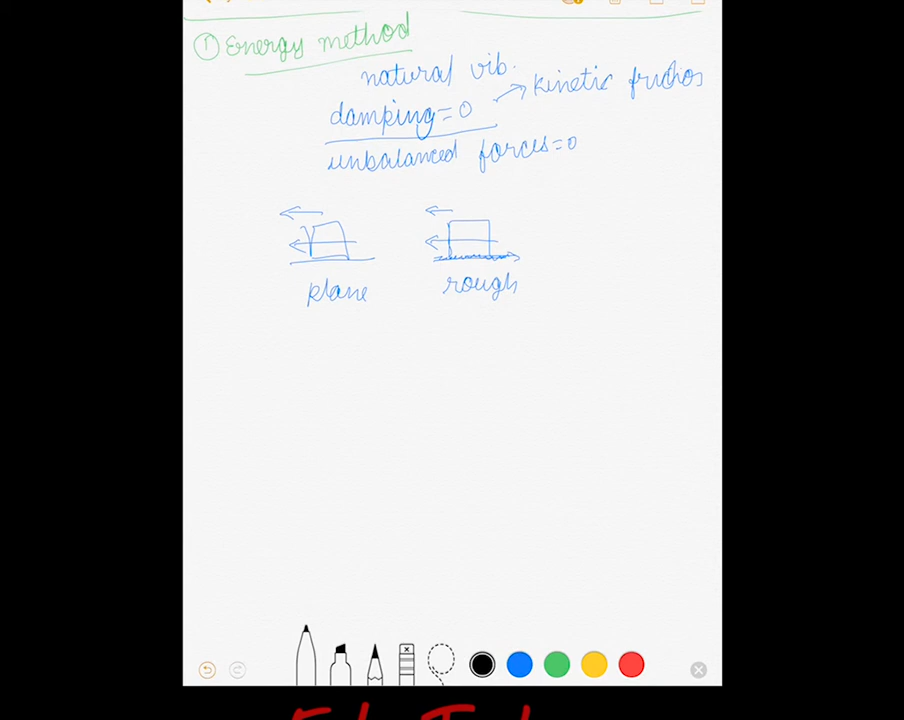 ① Energy method
natural vib.
damping = 0 → kinetic friction
unbalanced forces = 0
plane rough